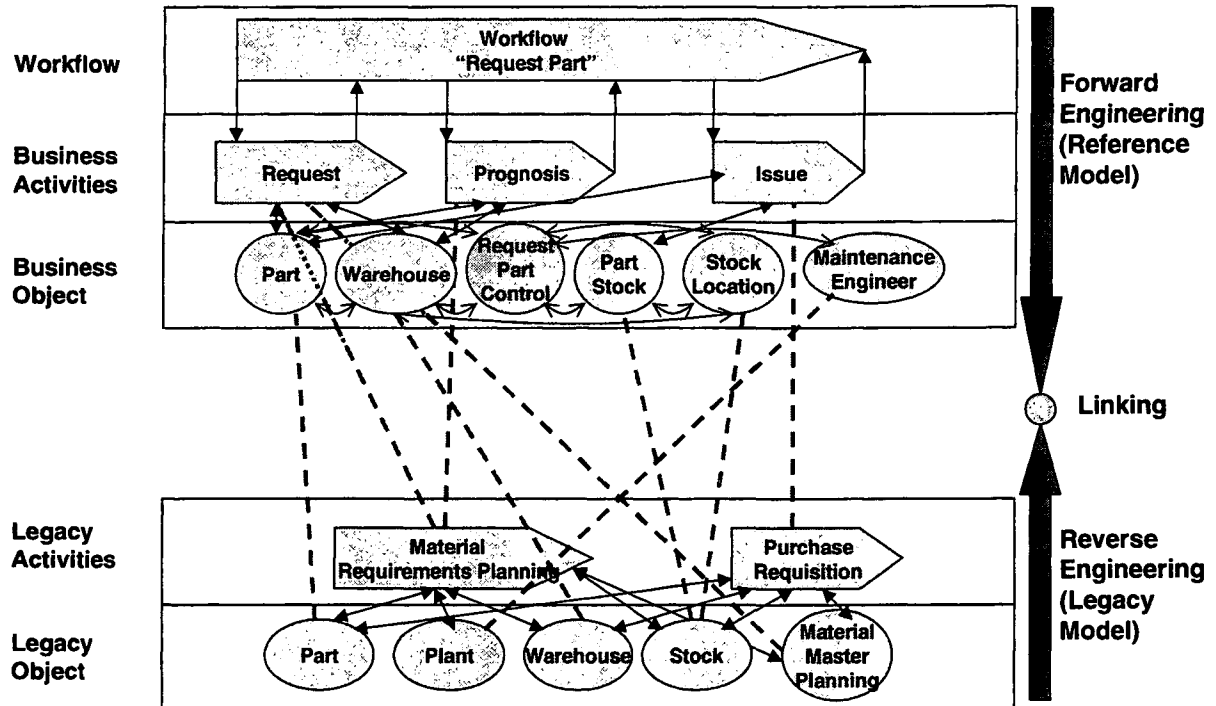 Workflow
Workflow
“Request Part”
Forward
Engineering
(Reference
Model)
Business
Activities
Request
Prognosis
Issue
Business
Object
Part
Warehouse
Request
Part
Control
Part
Stock
Stock
Location
Maintenance
Engineer
Linking
Legacy
Activities
Material
Requirements Planning
Purchase
Requisition
Reverse
Engineering
(Legacy
Model)
Legacy
Object
Part
Plant
Warehouse
Stock
Material
Master
Planning